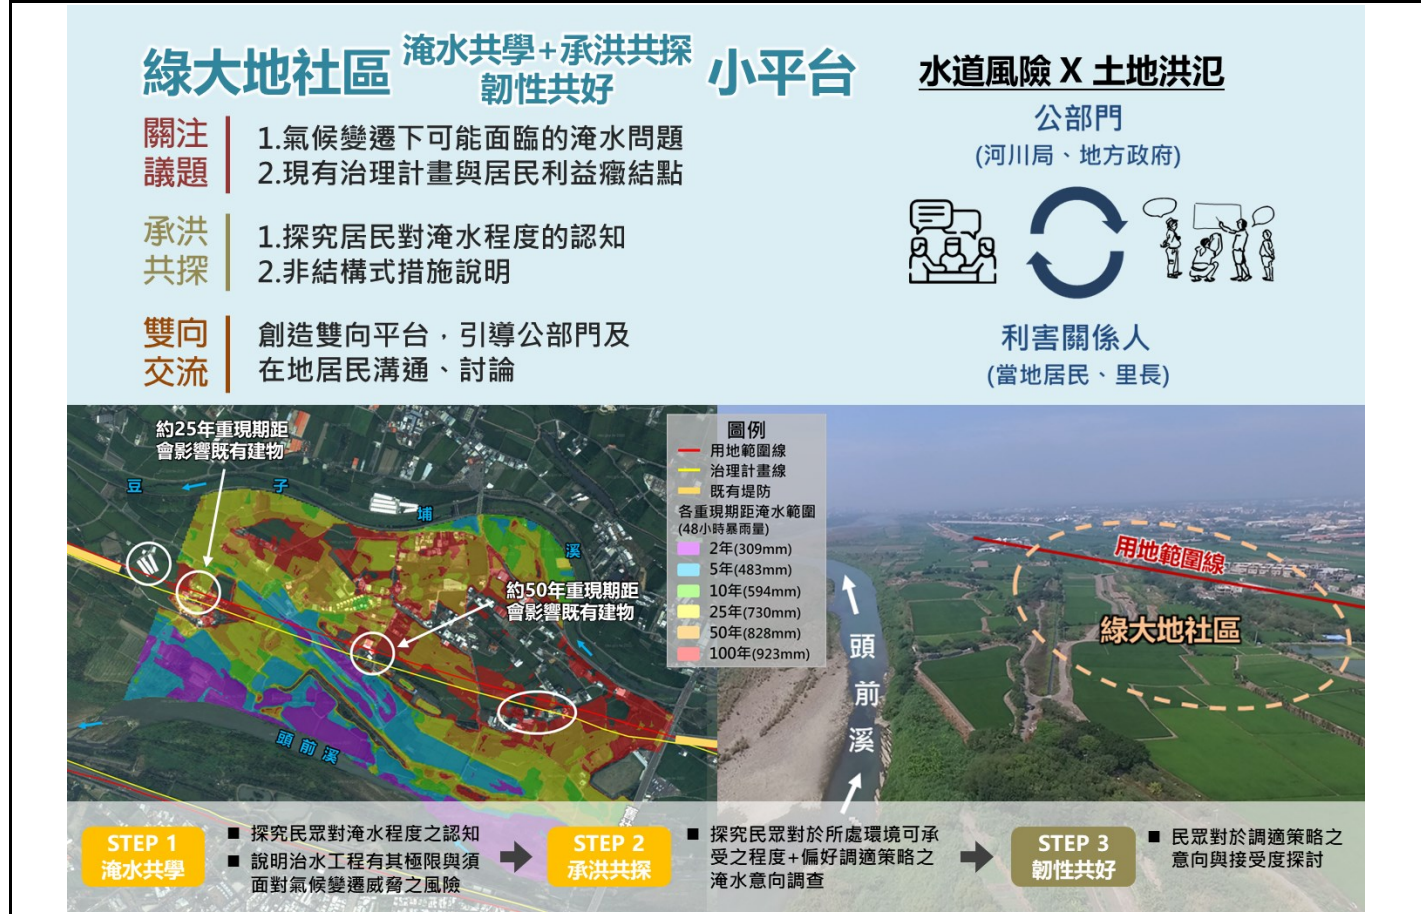 綠大地社區
淹水共學+承洪共探
韌性共好
小平台
關注
議題
1.氣候變遷下可能面臨的淹水問題
2.現有治理計畫與居民利益癥結點
承洪
共探
1.探究居民對淹水程度的認知
2.非結構式措施說明
雙向
交流
創造雙向平台，引導公部門及
在地居民溝通、討論
水道風險 X 土地洪氾
公部門
(河川局、地方政府)
利害關係人
(當地居民、里長)
約25年重現期距
會影響既有建物
豆子埔溪
約50年重現期距
會影響既有建物
頭前溪
圖例
用地範圍線
治理計畫線
既有堤防
各重現期距淹水範圍
(48小時暴雨量)
2年(309mm)
5年(483mm)
10年(594mm)
25年(730mm)
50年(828mm)
100年(923mm)
頭前溪
用地範圍線
綠大地社區
STEP 1
淹水共學
■ 探究民眾對淹水程度之認知
■ 說明治水工程有其極限與須
面對氣候變遷威脅之風險
STEP 2
承洪共探
■ 探究民眾對於所處環境可承
受之程度+偏好調適策略之
淹水意向調查
STEP 3
韌性共好
■ 民眾對於調適策略之
意向與接受度探討